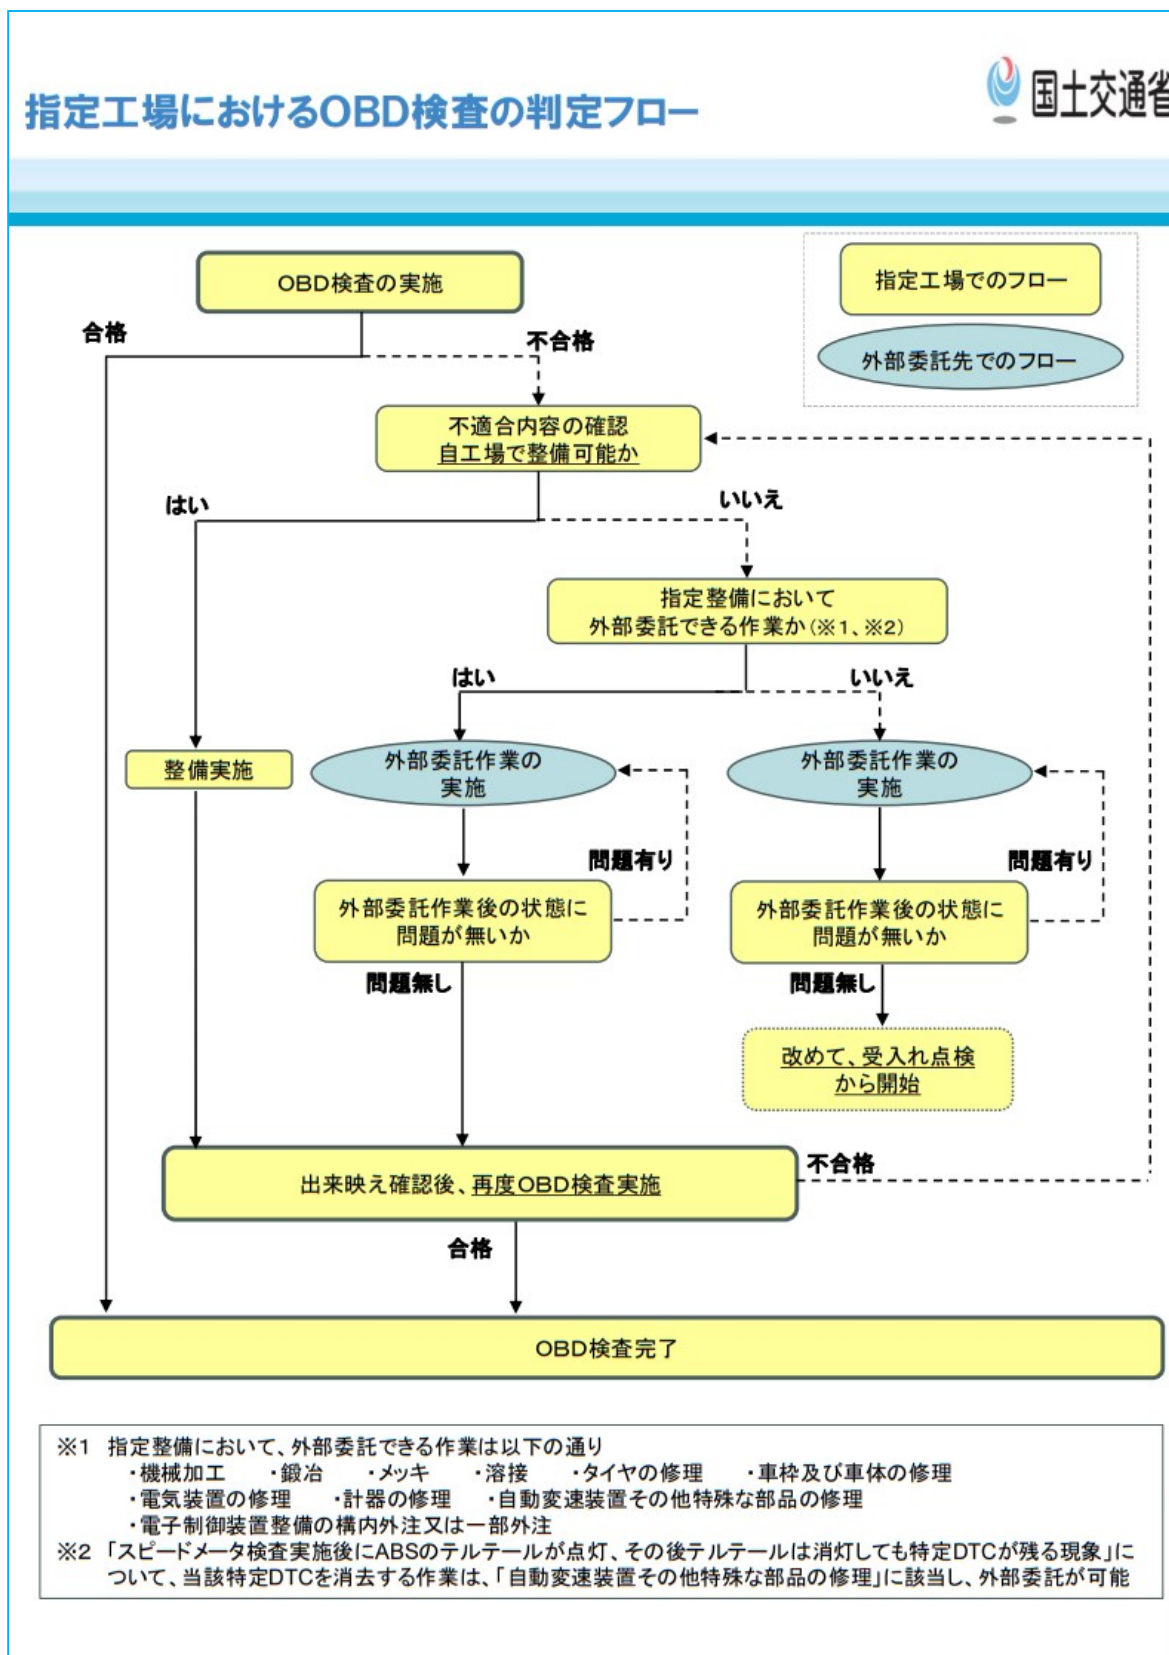 指定工場におけるOBD検査の判定フロー
国土交通省
OBD検査の実施
指定工場でのフロー
外部委託先でのフロー
合格
不合格
不適合内容の確認
自工場で整備可能か
はい
いいえ
指定整備において
外部委託できる作業か(※1、※2)
はい
いいえ
整備実施
外部委託作業の
実施
外部委託作業の
実施
問題有り
問題有り
外部委託作業後の状態に
問題が無いか
外部委託作業後の状態に
問題が無いか
問題無し
問題無し
改めて、受入れ点検
から開始
出来映え確認後、再度OBD検査実施
不合格
合格
OBD検査完了
※1 指定整備において、外部委託できる作業は以下の通り
・機械加工 ・鍛冶 ・メッキ ・溶接 ・タイヤの修理 ・車枠及び車体の修理
・電気装置の修理 ・計器の修理 ・自動変速装置その他特殊な部品の修理
・電子制御装置整備の構内外注又は一部外注
※2 「スピードメータ検査実施後にABSのテルテールが点灯、その後テルテールは消灯しても特定DTCが残る現象」に
ついて、当該特定DTCを消去する作業は、「自動変速装置その他特殊な部品の修理」に該当し、外部委託が可能